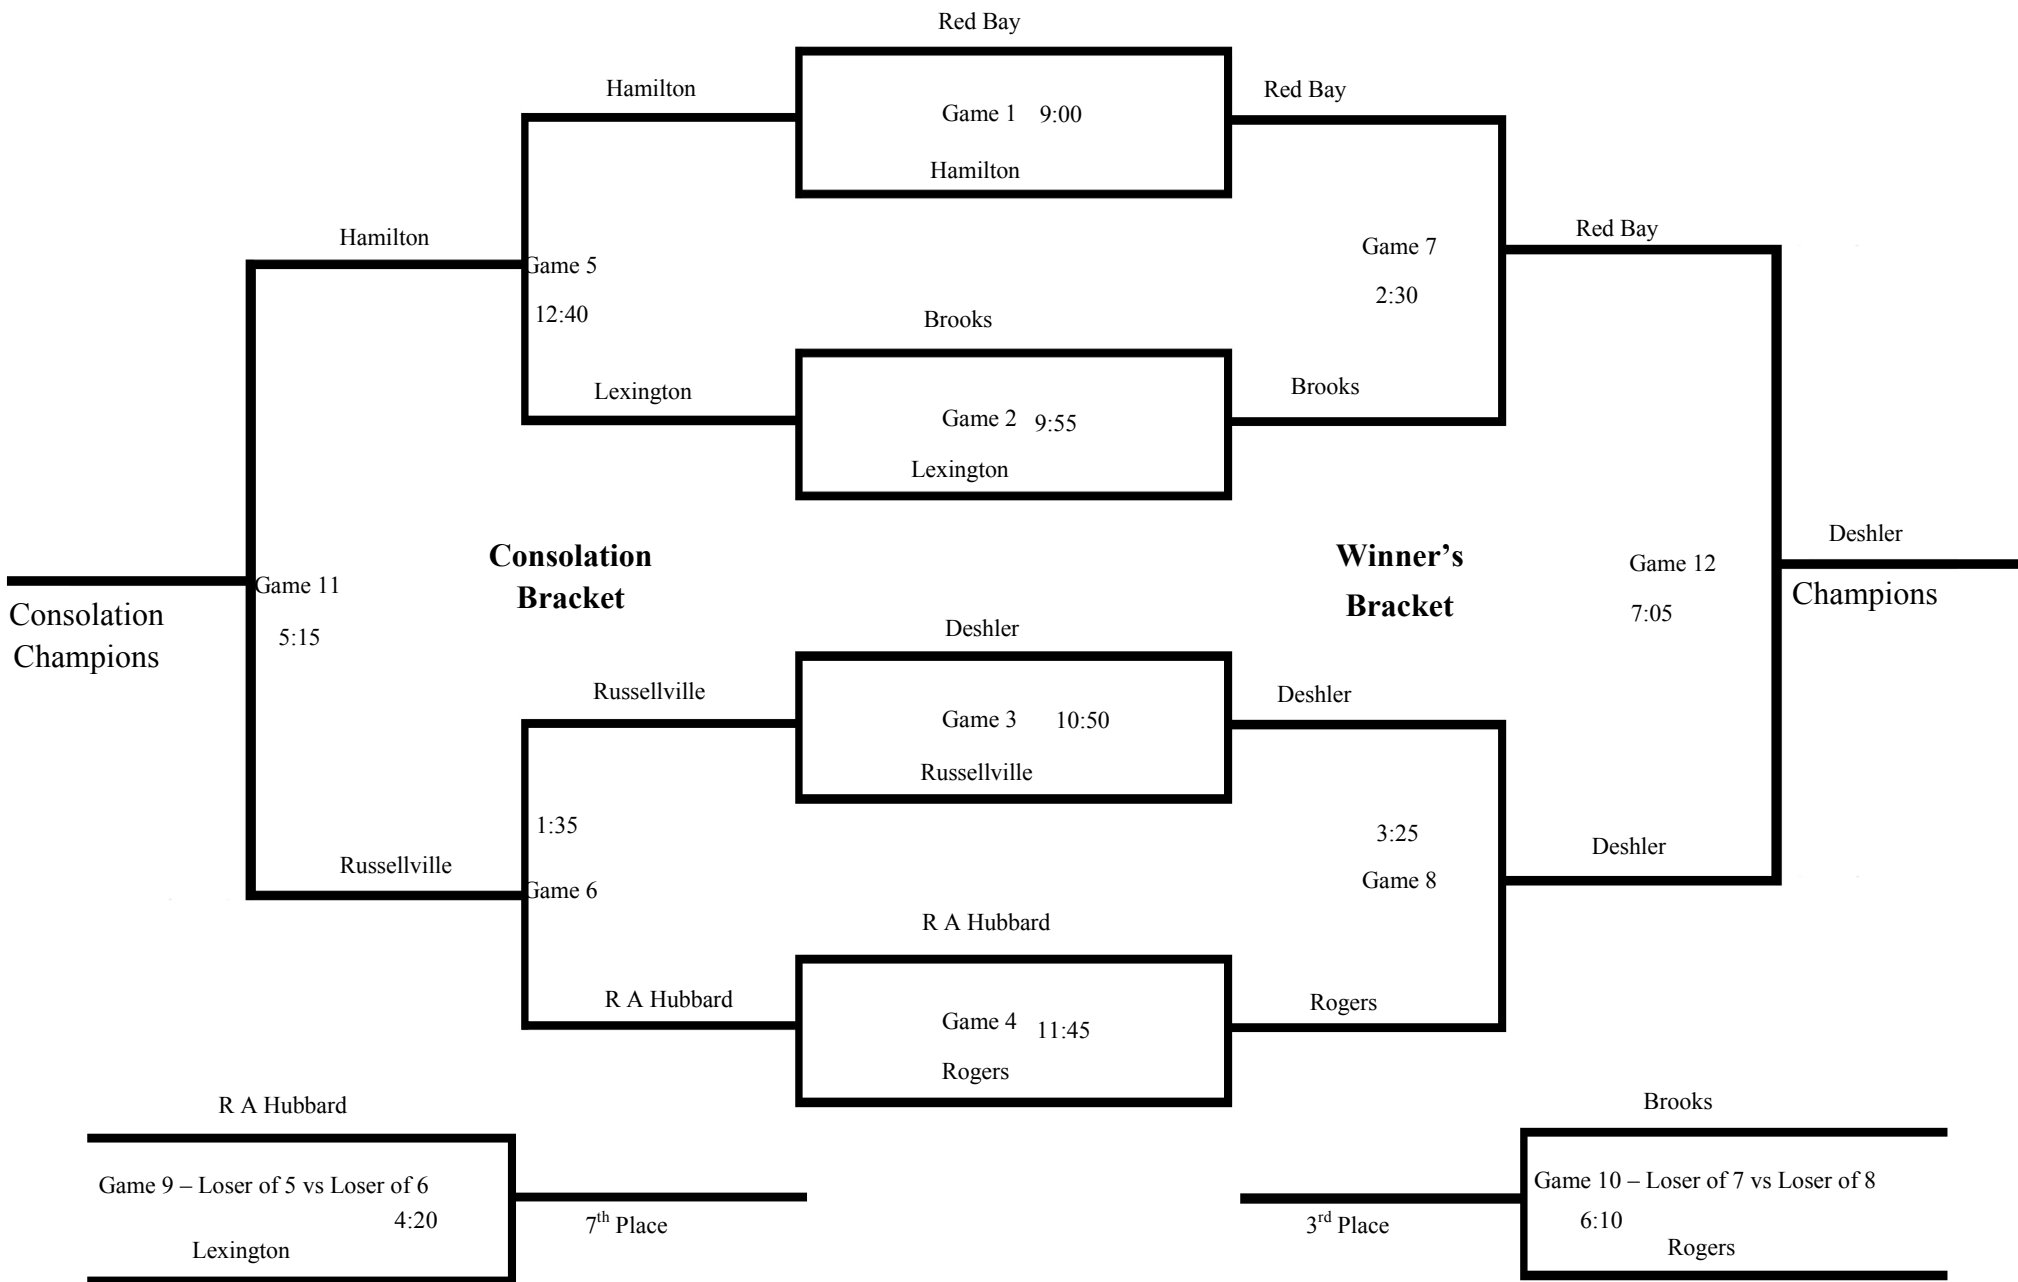 Red Bay
Hamilton
Red Bay
Game 1 9:00
Hamilton
Hamilton
Red Bay
Game 5
Game 7
12:40
2:30
Brooks
Lexington
Brooks
Game 2 9:55
Lexington
Consolation
Bracket
Winner's
Bracket
Deshler
Game 12
7:05
Champions
Game 11
5:15
Consolation
Champions
Deshler
Russellville
Deshler
Game 3 10:50
Russellville
1:35
3:25
Russellville
Deshler
Game 6
Game 8
R A Hubbard
R A Hubbard
Rogers
Game 4 11:45
Rogers
R A Hubbard
Game 9 – Loser of 5 vs Loser of 6
4:20
7th Place
Lexington
Brooks
Game 10 – Loser of 7 vs Loser of 8
6:10
3rd Place
Rogers